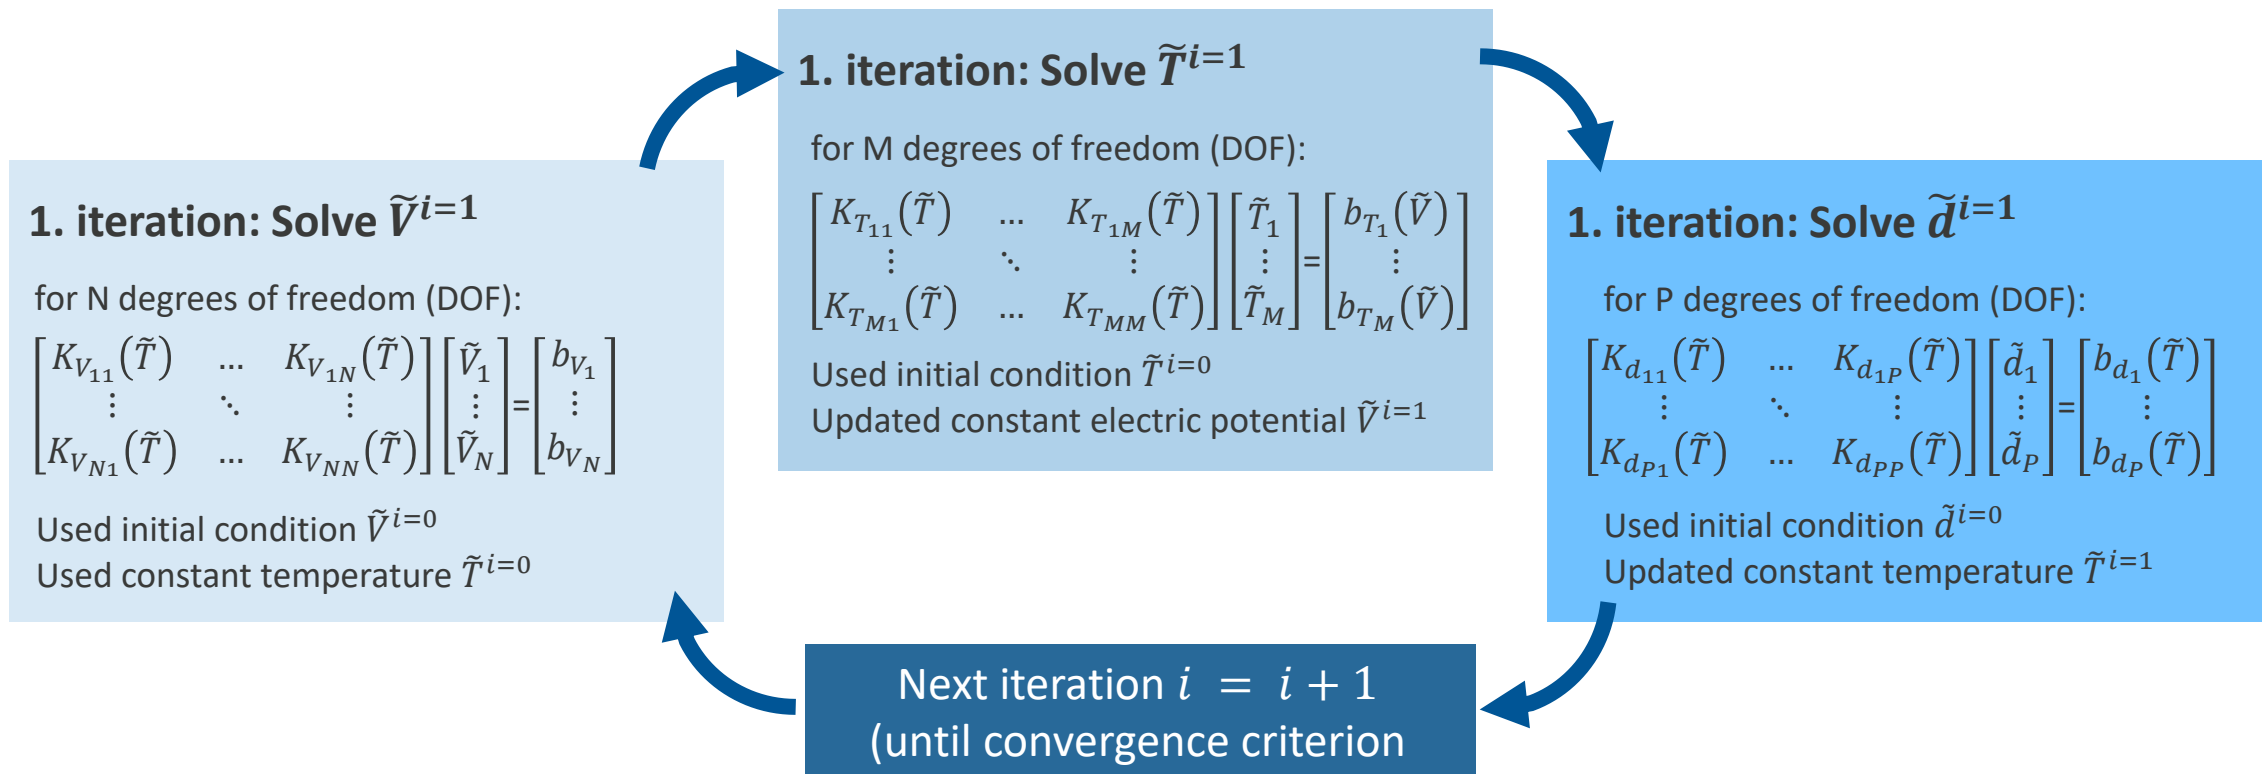 1. iteration: Solve Ṽ^{i=1}
for N degrees of freedom (DOF):
[K_{V_{11}}(T̃) … K_{V_{1N}}(T̃)] [Ṽ_1] = [b_{V_1}]
⋮ ⋱ ⋮ ⋮ ⋮
[K_{V_{N1}}(T̃) … K_{V_{NN}}(T̃)] [Ṽ_N] [b_{V_N}]
Used initial condition Ṽ^{i=0}
Used constant temperature T̃^{i=0}
1. iteration: Solve T̃^{i=1}
for M degrees of freedom (DOF):
[K_{T_{11}}(T̃) … K_{T_{1M}}(T̃)] [T̃_1] = [b_{T_1}(Ṽ)]
⋮ ⋱ ⋮ ⋮ ⋮
[K_{T_{M1}}(T̃) … K_{T_{MM}}(T̃)] [T̃_M] [b_{T_M}(Ṽ)]
Used initial condition T̃^{i=0}
Updated constant electric potential Ṽ^{i=1}
1. iteration: Solve d̃^{i=1}
for P degrees of freedom (DOF):
[K_{d_{11}}(T̃) … K_{d_{1P}}(T̃)] [d̃_1] = [b_{d_1}(T̃)]
⋮ ⋱ ⋮ ⋮ ⋮
[K_{d_{P1}}(T̃) … K_{d_{PP}}(T̃)] [d̃_P] [b_{d_P}(T̃)]
Used initial condition d̃^{i=0}
Updated constant temperature T̃^{i=1}
Next iteration i = i + 1
(until convergence criterion